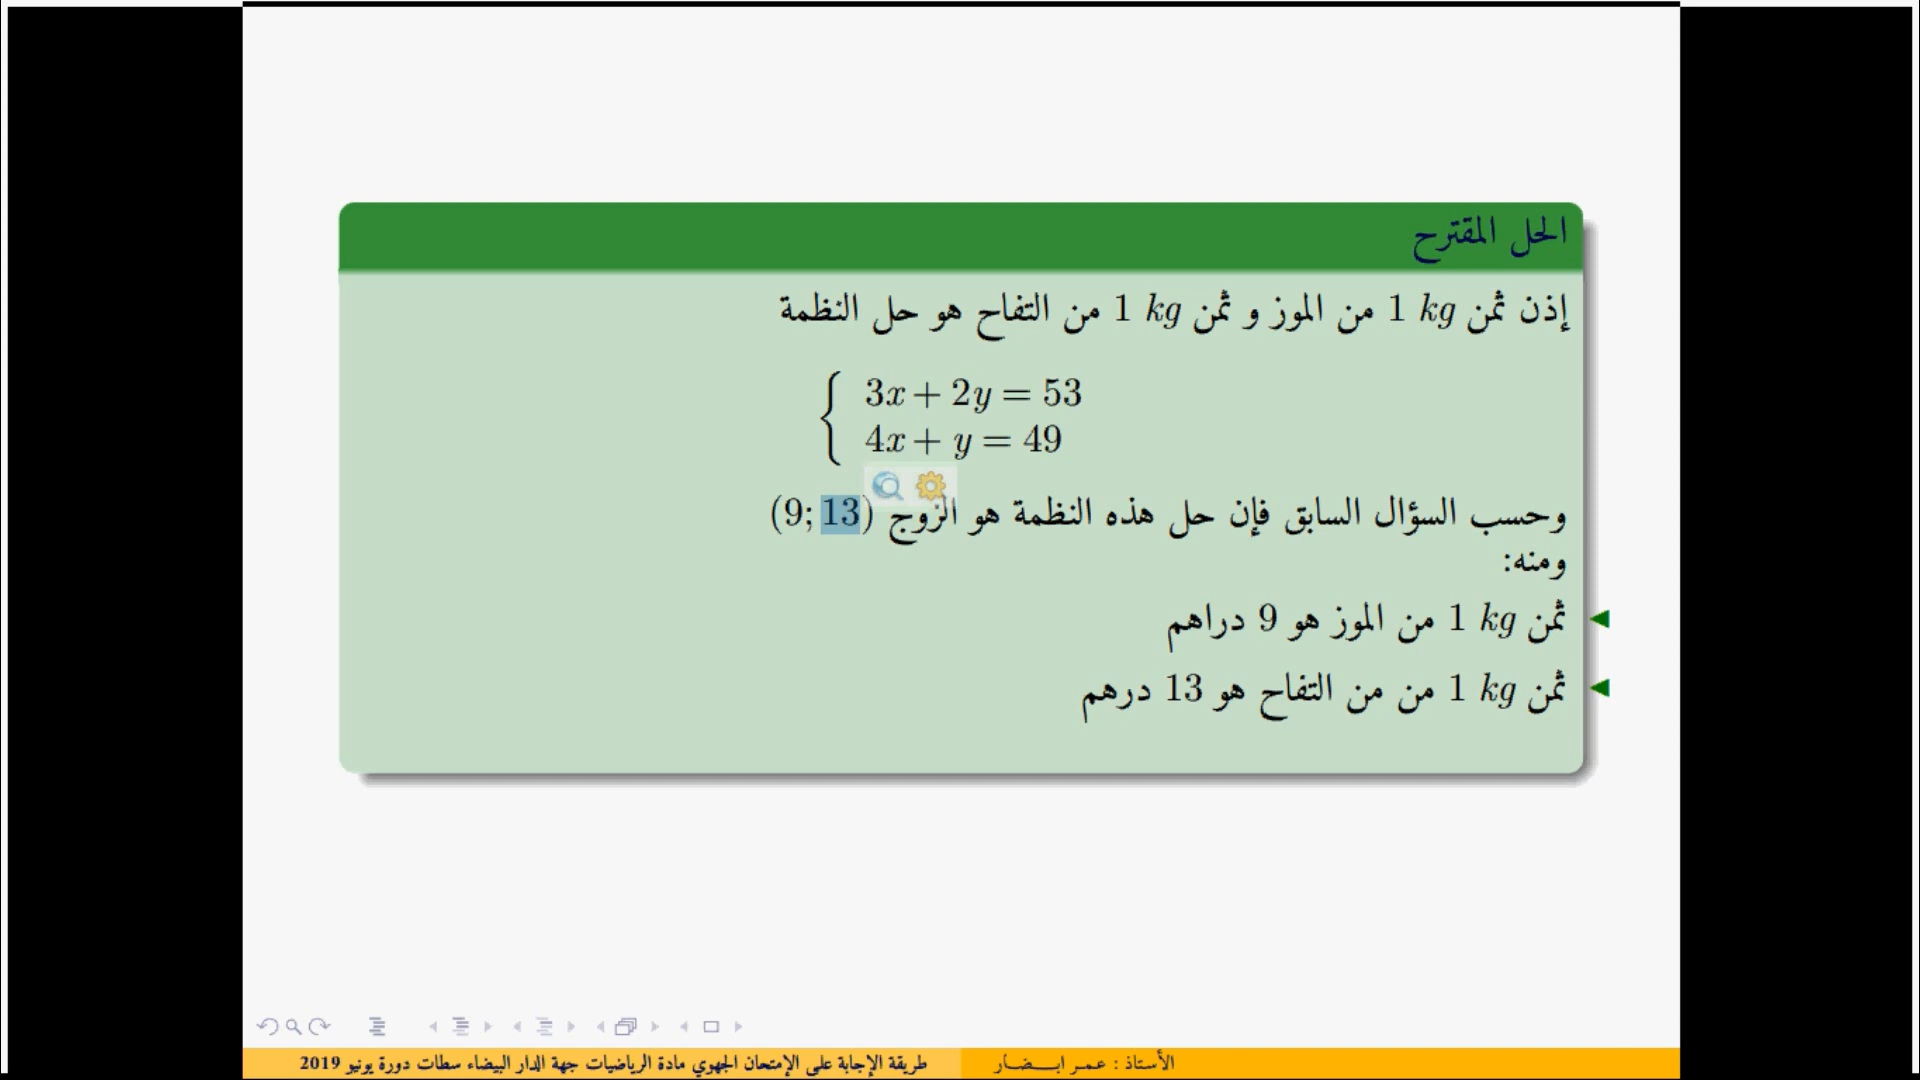 الحل المقترح
إذن ثمن 1 kg من الموز و ثمن 1 kg من التفاح هو حل النظمة
3x + 2y = 53
4x + y = 49
وحسب السؤال السابق فإن حل هذه النظمة هو الزوج (9; 13)
ومنه:
ثمن 1 kg من الموز هو 9 دراهم
ثمن 1 kg من من التفاح هو 13 درهم
الأستاذ : عمر ابضار
طريقة الإجابة على الإمتحان الجهوي مادة الرياضيات جهة الدار البيضاء سطات دورة يونيو 2019